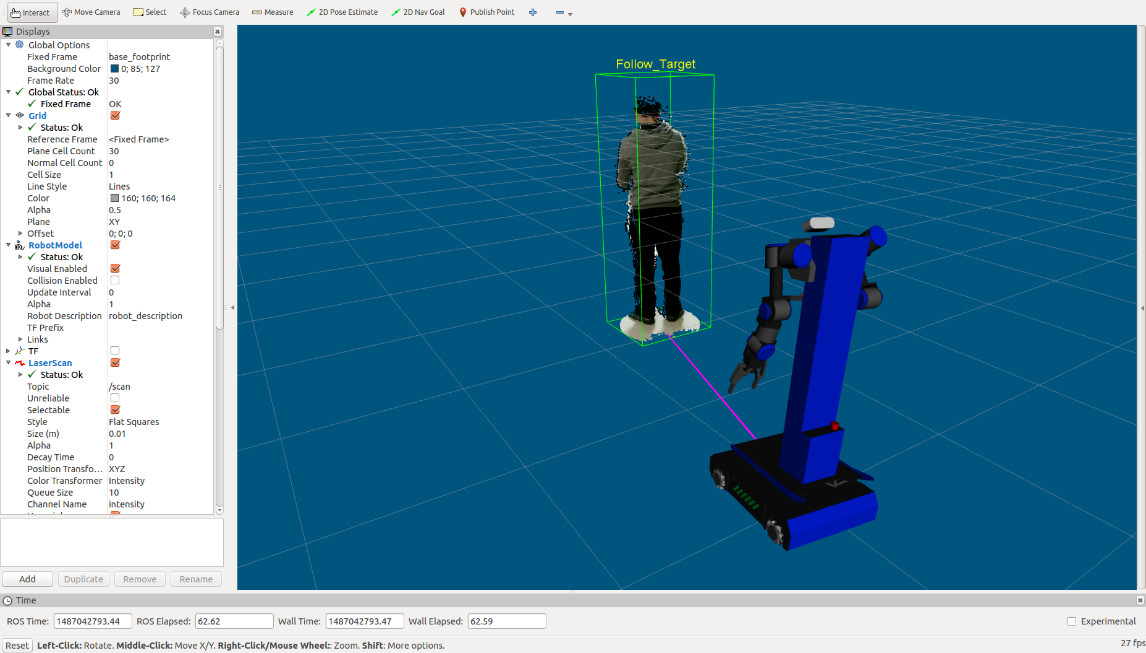 Interact Move Camera Select Focus Camera Measure 2D Pose Estimate 2D Nav Goal Publish Point
Displays
Global Options
Fixed Frame base_footprint
Background Color 0; 85; 127
Frame Rate 30
Global Status: Ok
Fixed Frame OK
Grid
Status: Ok
Reference Frame <Fixed Frame>
Plane Cell Count 30
Normal Cell Count 0
Cell Size 1
Line Style Lines
Color 160; 160; 164
Alpha 0.5
Plane XY
Offset 0; 0; 0
RobotModel
Status: Ok
Visual Enabled
Collision Enabled
Update Interval 0
Alpha 1
Robot Description robot_description
TF Prefix
Links
TF
LaserScan
Status: Ok
Topic /scan
Unreliable
Selectable
Style Flat Squares
Size (m) 0.01
Alpha 1
Decay Time 0
Position Transfo... XYZ
Color Transformer Intensity
Queue Size 10
Channel Name intensity
Add Duplicate Remove Rename
Follow_Target
Time
ROS Time: 1487042793.44 ROS Elapsed: 62.62 Wall Time: 1487042793.47 Wall Elapsed: 62.59 Experimental
Reset Left-Click: Rotate. Middle-Click: Move X/Y. Right-Click/Mouse Wheel:: Zoom. Shift: More options. 27 fps